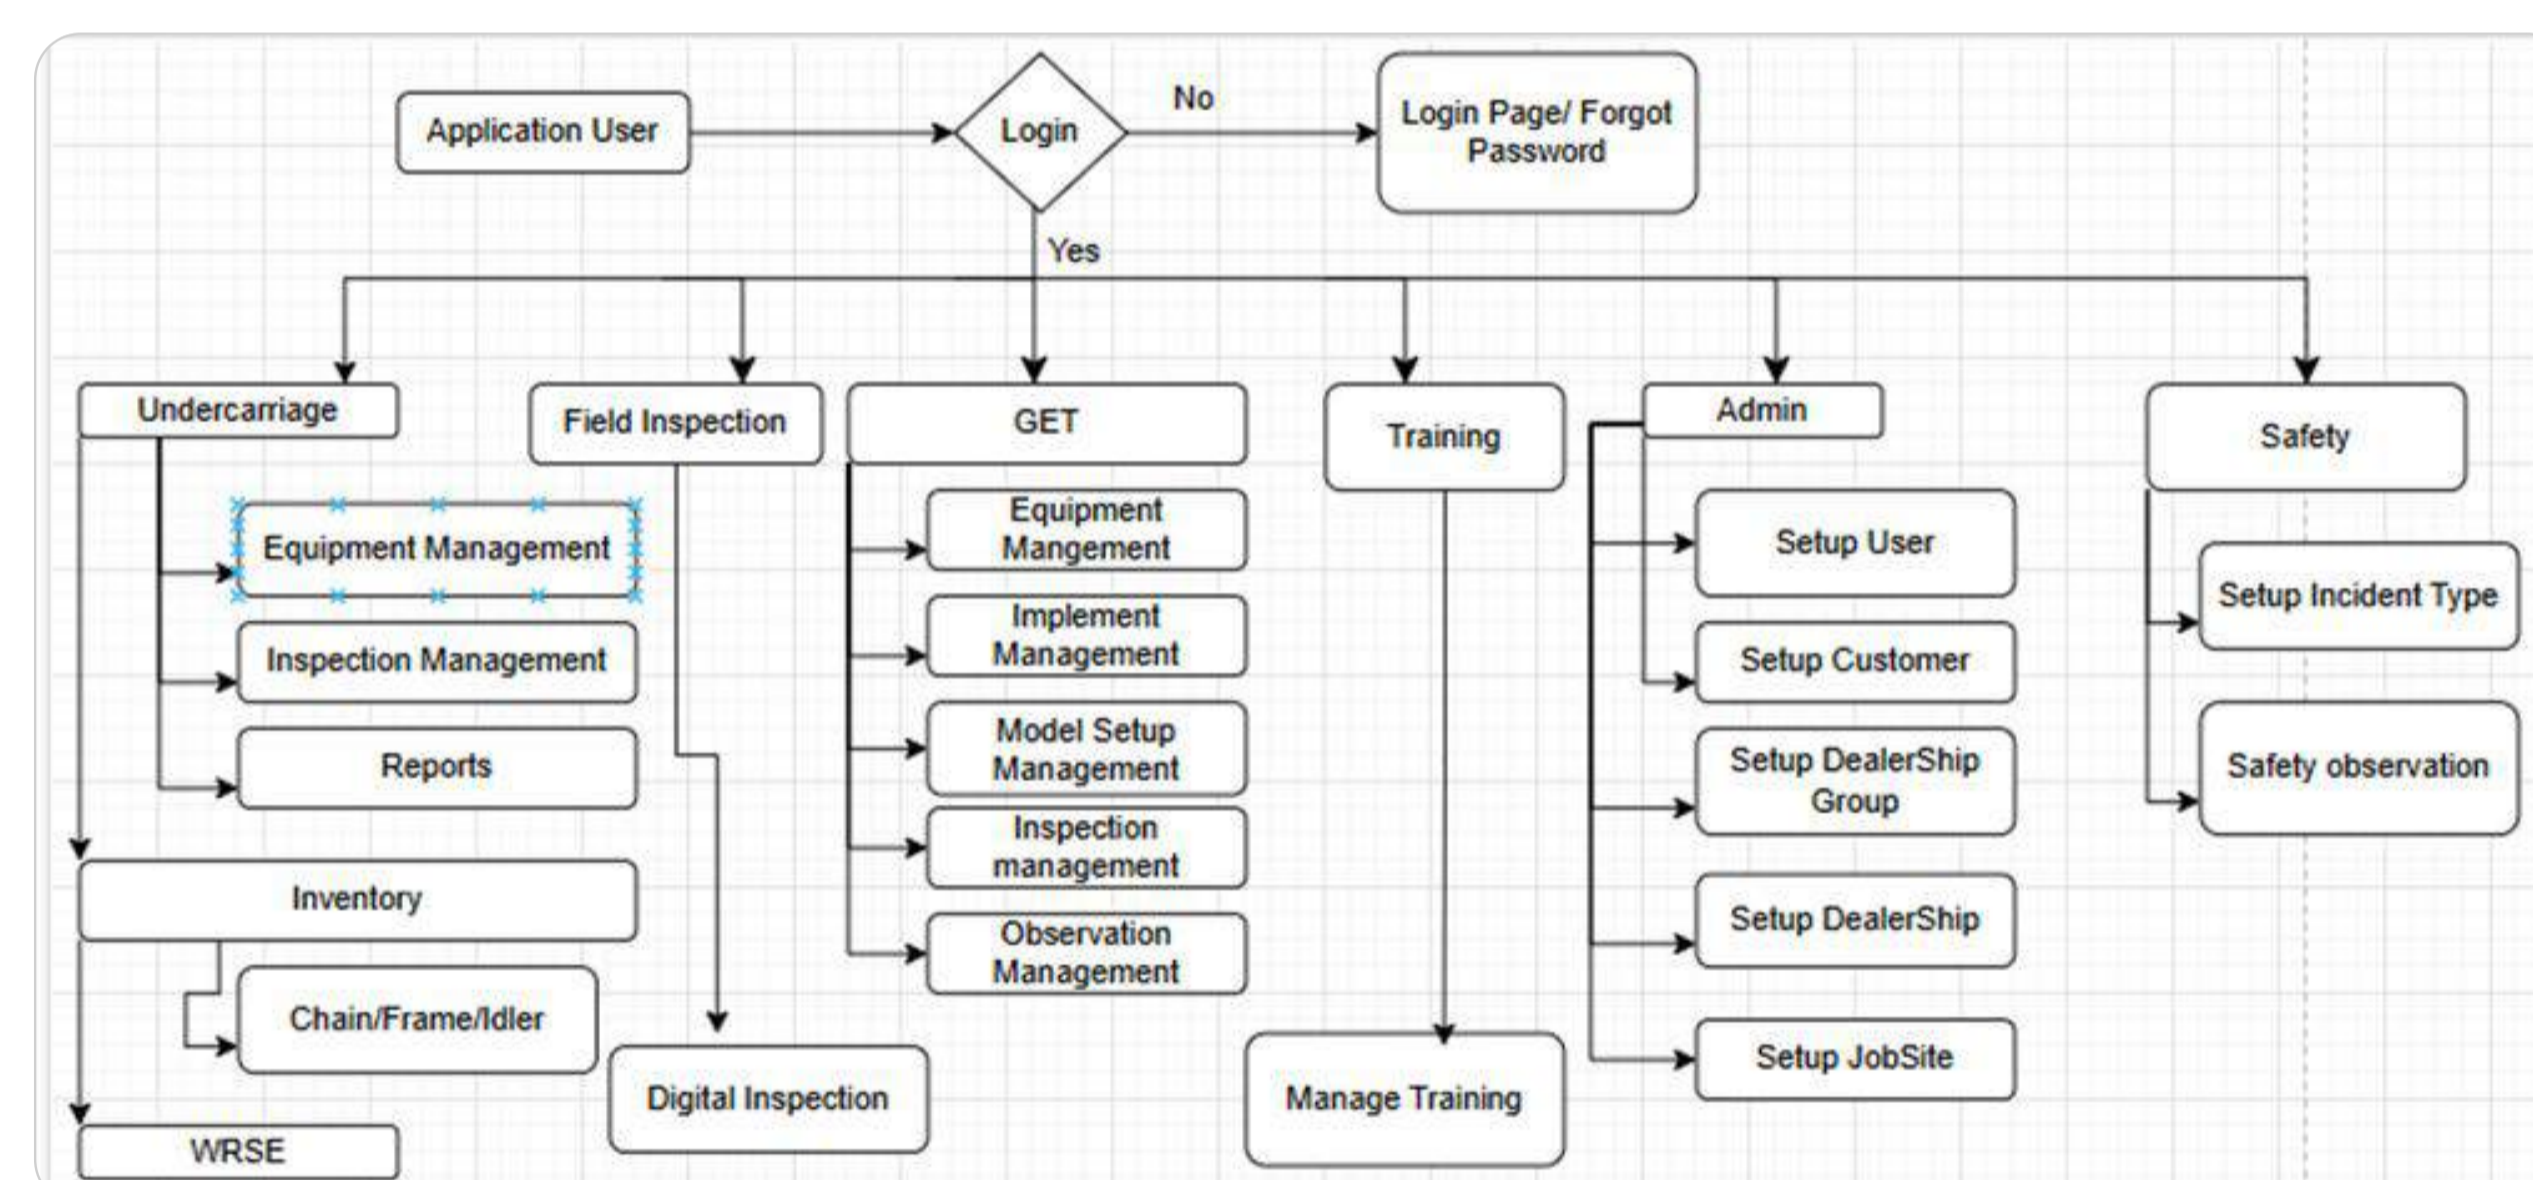 Application User
Login
No
Login Page/ Forgot
Password
Yes
Undercarriage
Field Inspection
GET
Training
Admin
Safety
Equipment Management
Inspection Management
Reports
Inventory
Chain/Frame/Idler
WRSE
Digital Inspection
Equipment
Mangement
Implement
Management
Model Setup
Management
Inspection
management
Observation
Management
Manage Training
Setup User
Setup Customer
Setup DealerShip
Group
Setup DealerShip
Setup JobSite
Setup Incident Type
Safety observation